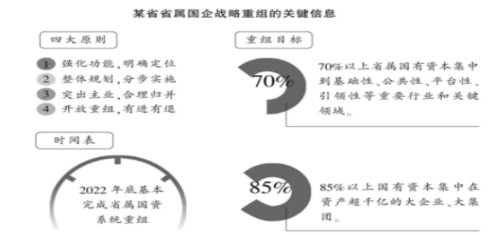 某省省属国企战略重组的关键信息
四大原则
1 强化功能,明确定位
2 整体规划,分步实施
3 突出主业,合理归并
4 开放重组,有进有退
时间表
2022 年底基本
完成省属国资
系统重组
重组目标
70%
70%以上省属国有资本集中
到基础性、公共性、平台性、
引领性等重要行业和关键
领域。
85%
85%以上国有资本集中在
资产超千亿的大企业、大集
团。